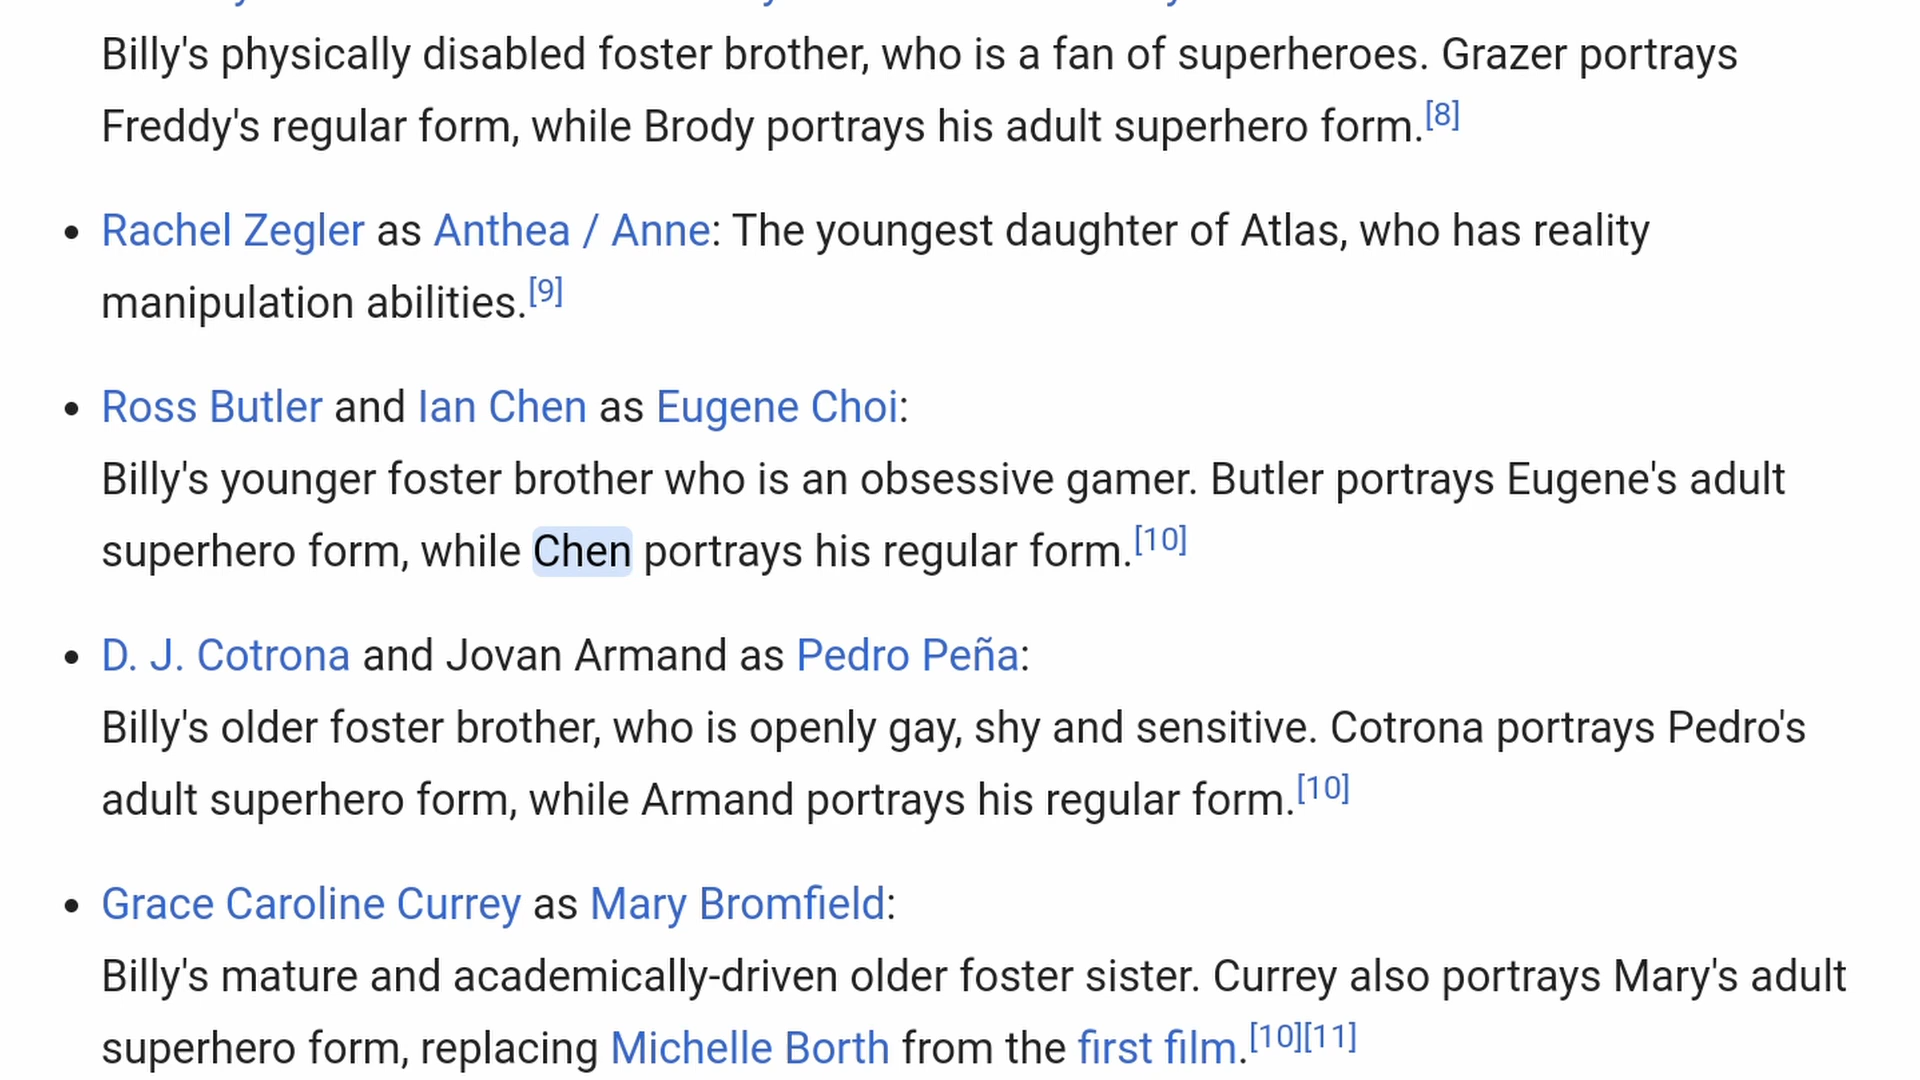 Billy's physically disabled foster brother, who is a fan of superheroes. Grazer portrays
Freddy's regular form, while Brody portrays his adult superhero form.[8]
• Rachel Zegler as Anthea / Anne: The youngest daughter of Atlas, who has reality
manipulation abilities.[9]
• Ross Butler and Ian Chen as Eugene Choi:
Billy's younger foster brother who is an obsessive gamer. Butler portrays Eugene's adult
superhero form, while Chen portrays his regular form.[10]
• D. J. Cotrona and Jovan Armand as Pedro Peña:
Billy's older foster brother, who is openly gay, shy and sensitive. Cotrona portrays Pedro's
adult superhero form, while Armand portrays his regular form.[10]
• Grace Caroline Currey as Mary Bromfield:
Billy's mature and academically-driven older foster sister. Currey also portrays Mary's adult
superhero form, replacing Michelle Borth from the first film.[10][11]